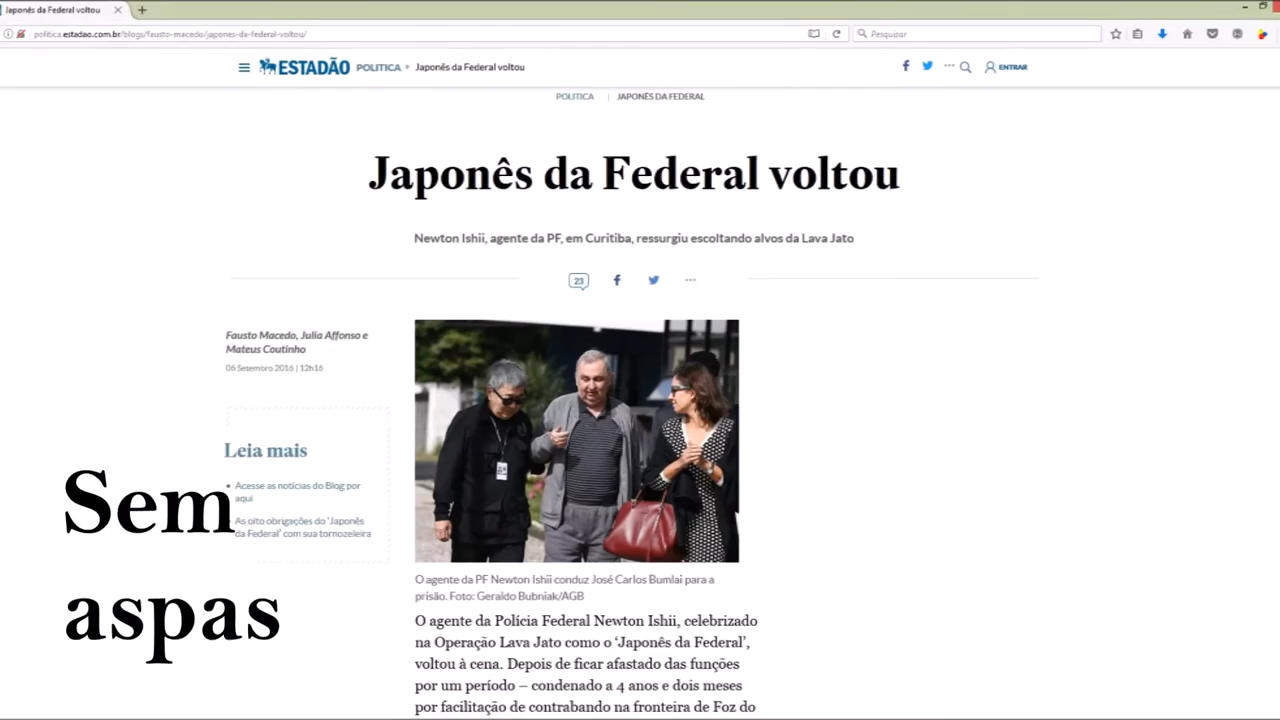 Japonês da Federal voltou
politica.estadao.com.br/blogs/fausto-macedo/japones-da-federal-voltou/
Pesquisar
ESTADÃO POLITICA Japonês da Federal voltou
ENTRAR
POLITICA | JAPONÊS DA FEDERAL
Japonês da Federal voltou
Newton Ishii, agente da PF, em Curitiba, ressurgiu escoltando alvos da Lava Jato
23
Fausto Macedo, Julia Affonso e
Mateus Coutinho
06 Setembro 2016 | 12h16
Leia mais
• Acesse as notícias do Blog por
aqui
As oito obrigações do 'Japonês
da Federal' com sua tornozeleira
Sem
aspas
O agente da PF Newton Ishii conduz José Carlos Bumlai para a
prisão. Foto: Geraldo Bubniak/AGB
O agente da Polícia Federal Newton Ishii, celebrizado
na Operação Lava Jato como o ‘Japonês da Federal’,
voltou à cena. Depois de ficar afastado das funções
por um período – condenado a 4 anos e dois meses
por facilitação de contrabando na fronteira de Foz do